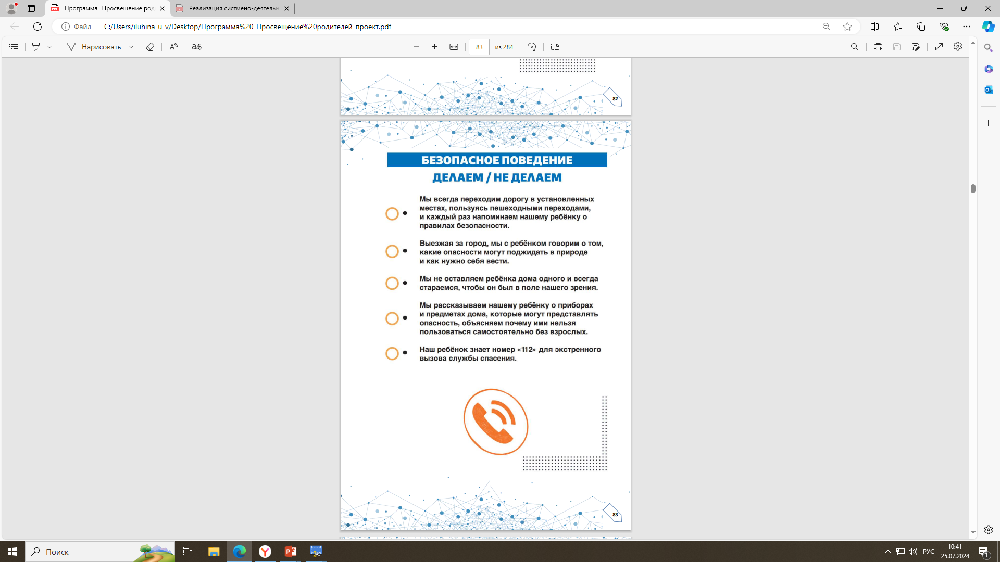 Программа _Просвещение род
Реализация систмено-деятельн
Файл
C:/Users/iluhina_u_v/Desktop/Программа%20_Просвещение%20родителей_проект.pdf
Нарисовать
аあ
83
из 284
82
БЕЗОПАСНОЕ ПОВЕДЕНИЕ
ДЕЛАЕМ / НЕ ДЕЛАЕМ
Мы всегда переходим дорогу в установленных
местах, пользуясь пешеходными переходами,
и каждый раз напоминаем нашему ребёнку о
правилах безопасности.
Выезжая за город, мы с ребёнком говорим о том,
какие опасности могут поджидать в природе
и как нужно себя вести.
Мы не оставляем ребёнка дома одного и всегда
стараемся, чтобы он был в поле нашего зрения.
Мы рассказываем нашему ребёнку о приборах
и предметах дома, которые могут представлять
опасность, объясняем почему ими нельзя
пользоваться самостоятельно без взрослых.
Наш ребёнок знает номер «112» для экстренного
вызова службы спасения.
83
Поиск
РУС
10:41
25.07.2024
1